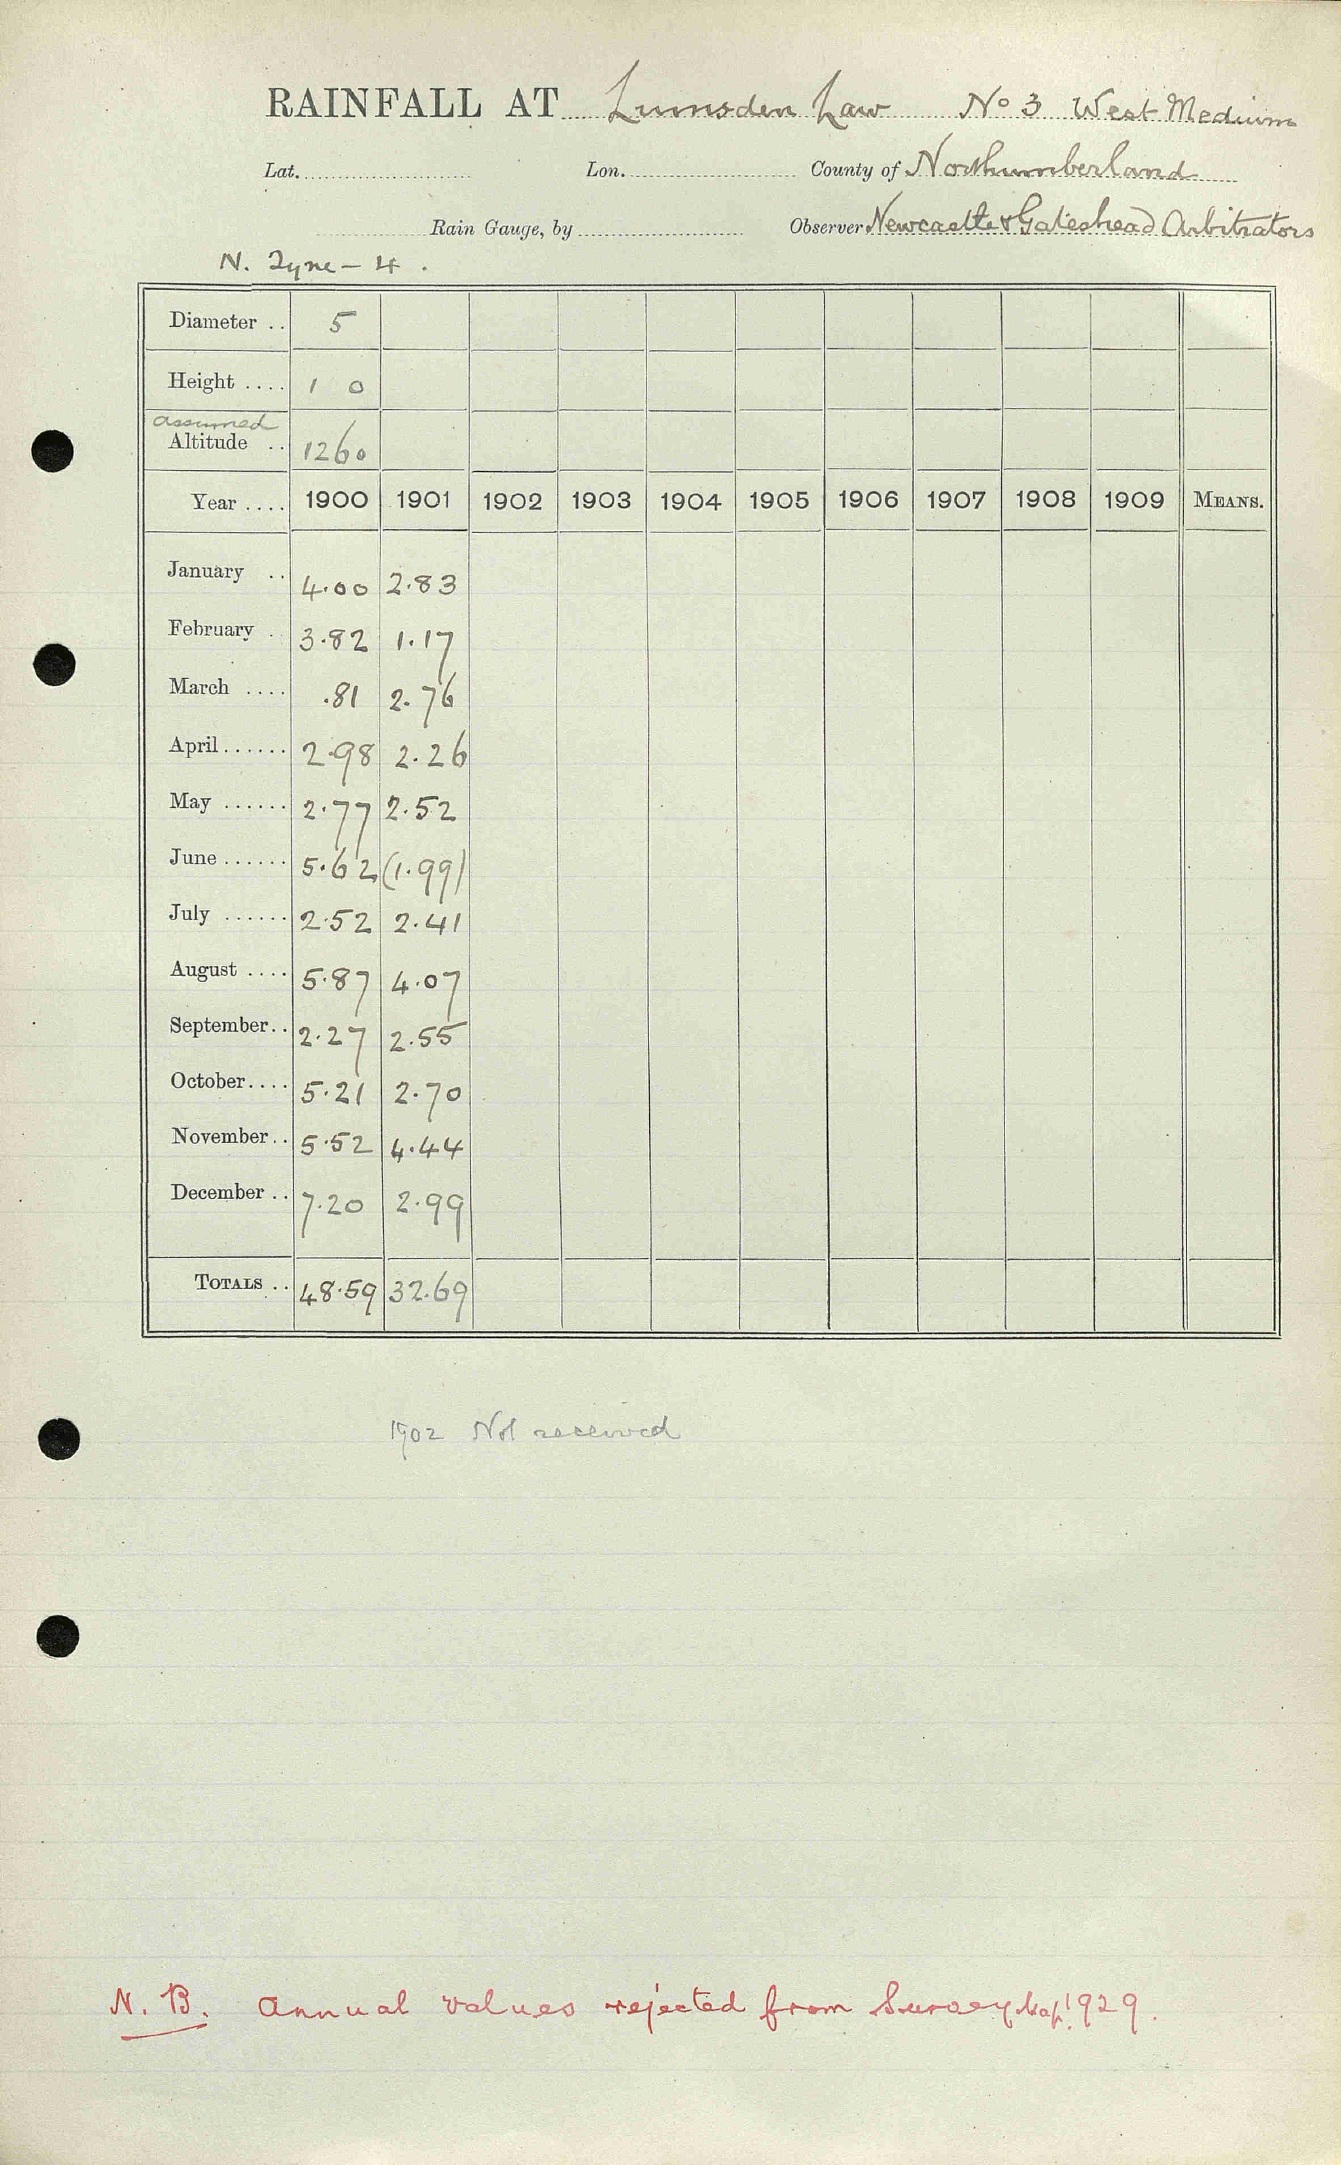 RAINFALL AT Lumsden Law No 3 West Medium
Lat. Lon. County of Northumberland
Rain Gauge, by Observer Newcastle & Gateshead Arbitrators
N. Tyne - 4.
Diameter .. 5
Height .... 1 0
assumed
Altitude .. 1260
Year .... 1900 1901 1902 1903 1904 1905 1906 1907 1908 1909 MEANS.
January .. 4.00 2.83
February . 3.82 1.17
March .... .81 2.76
April...... 2.98 2.26
May ...... 2.77 2.52
June ...... 5.62 (1.99)
July ...... 2.52 2.41
August .... 5.87 4.07
September.. 2.27 2.55
October.... 5.21 2.70
November.. 5.52 4.44
December .. 7.20 2.99
TOTALS .. 48.59 32.69
1902 Not received
N.B. Annual values rejected from Survey Map. 1929.